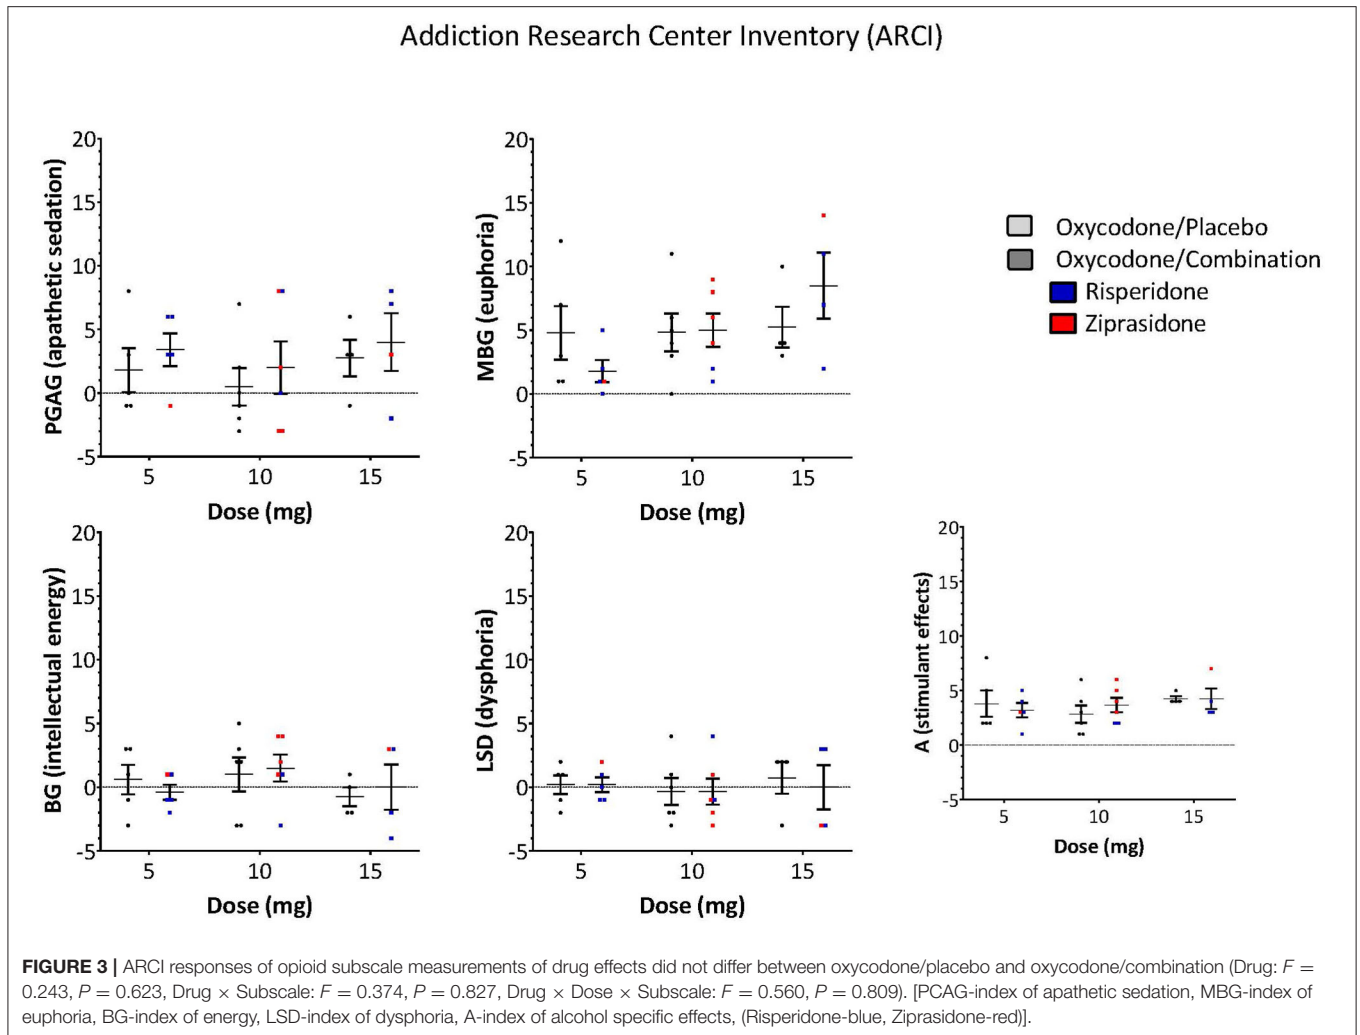 Addiction Research Center Inventory (ARCI)
20
15
10
5
0
-5
PGAG (apathetic sedation)
5
10
15
Dose (mg)
20
15
10
5
0
-5
MBG (euphoria)
5
10
15
Dose (mg)
Oxycodone/Placebo
Oxycodone/Combination
Risperidone
Ziprasidone
20
15
10
5
0
-5
BG (intellectual energy)
5
10
15
Dose (mg)
20
15
10
5
0
-5
LSD (dysphoria)
5
10
15
Dose (mg)
20
15
10
5
0
-5
A (stimulant effects)
5
10
15
Dose (mg)
FIGURE 3 | ARCI responses of opioid subscale measurements of drug effects did not differ between oxycodone/placebo and oxycodone/combination (Drug: F =
0.243, P = 0.623, Drug × Subscale: F = 0.374, P = 0.827, Drug × Dose × Subscale: F = 0.560, P = 0.809). [PCAG-index of apathetic sedation, MBG-index of
euphoria, BG-index of energy, LSD-index of dysphoria, A-index of alcohol specific effects, (Risperidone-blue, Ziprasidone-red)].